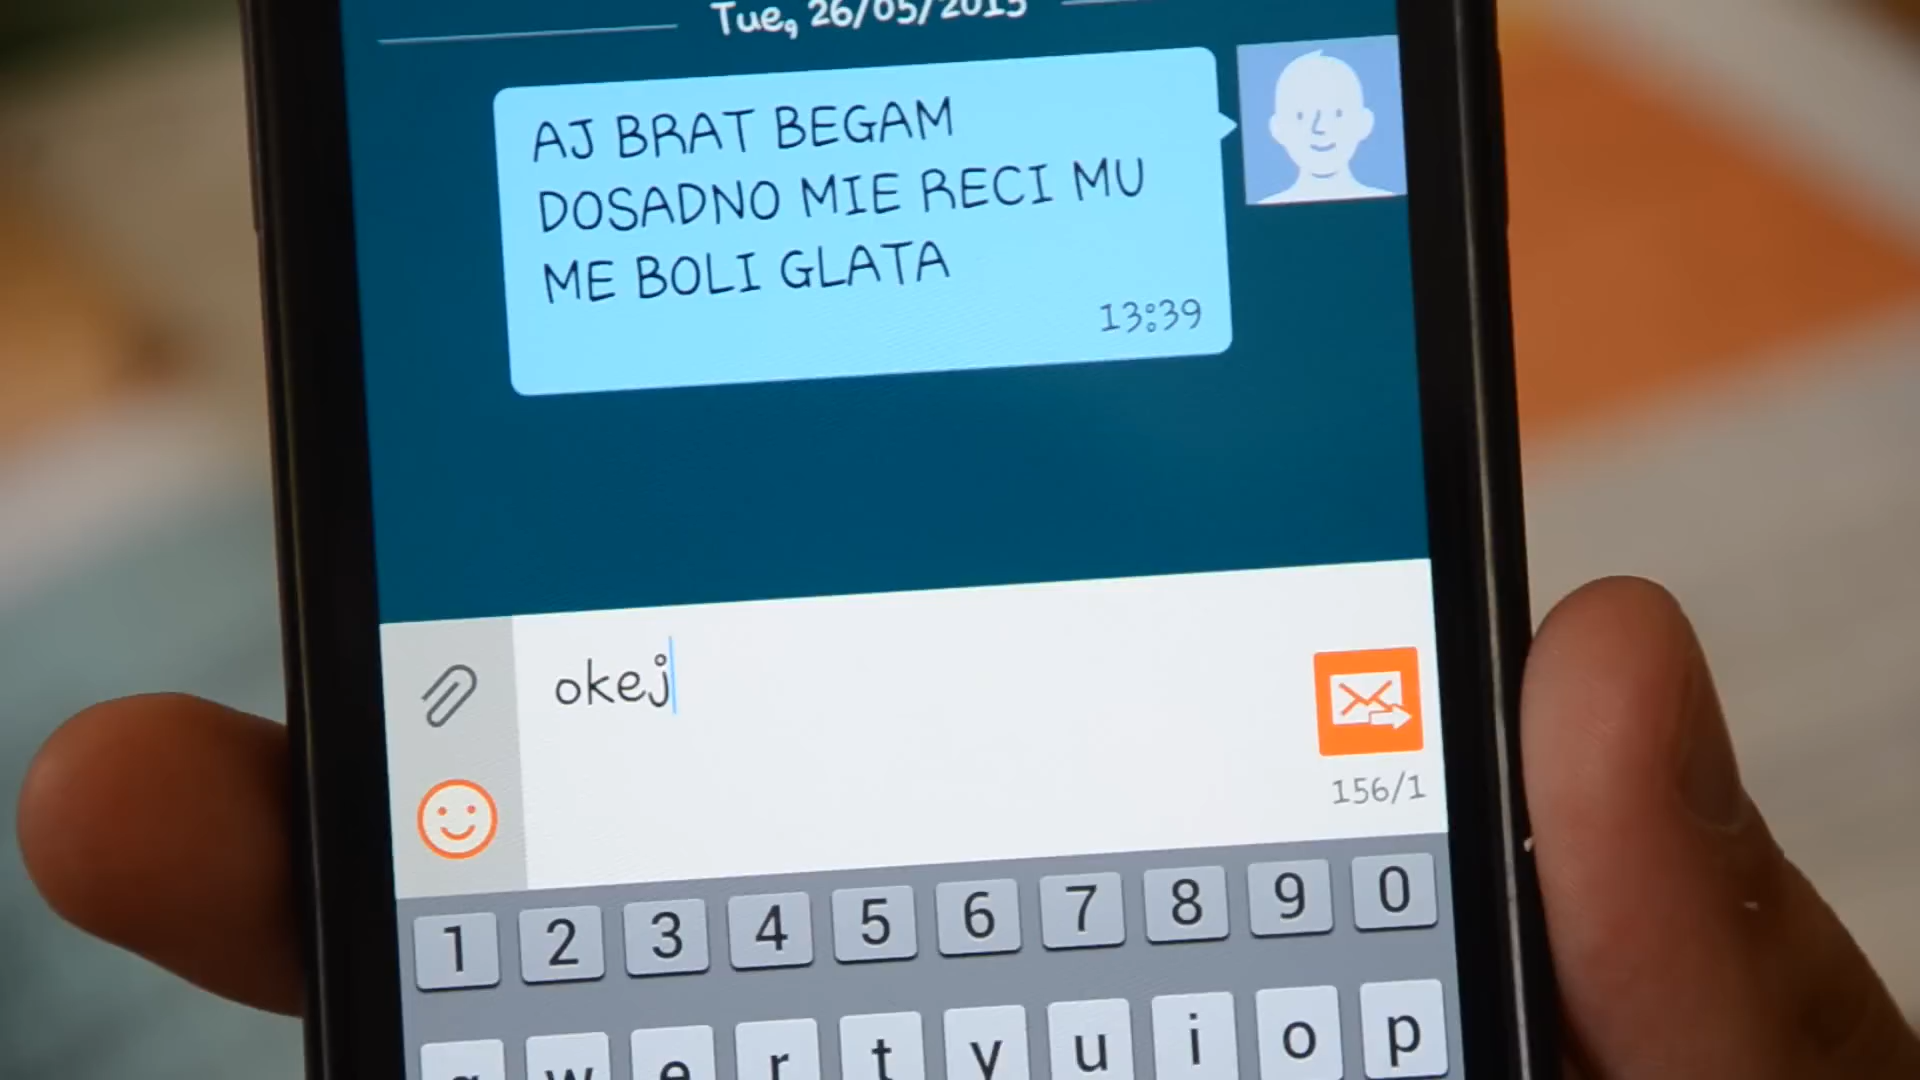 Tue, 26/05/2015
AJ BRAT BEGAM
DOSADNO MIE RECI MU
ME BOLI GLATA
13:39
okej
156/1
1 2 3 4 5 6 7 8 9 0
q w e r t y u i o p